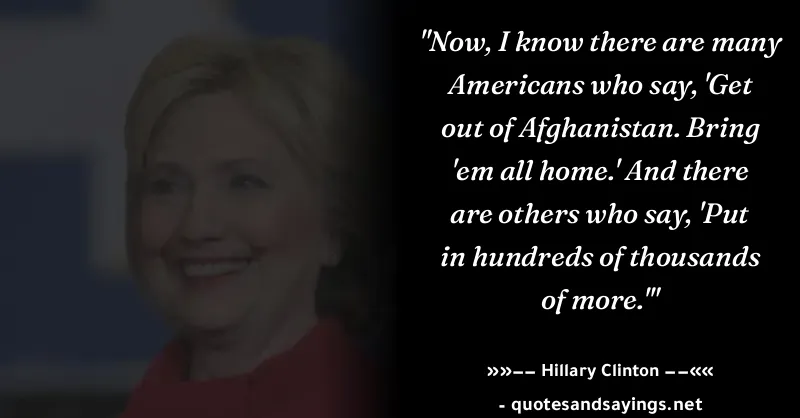 "Now, I know there are many
Americans who say, 'Get
out of Afghanistan. Bring
'em all home.' And there
are others who say, 'Put
in hundreds of thousands
of more.'"
»»−− Hillary Clinton −−««
- quotesandsayings.net